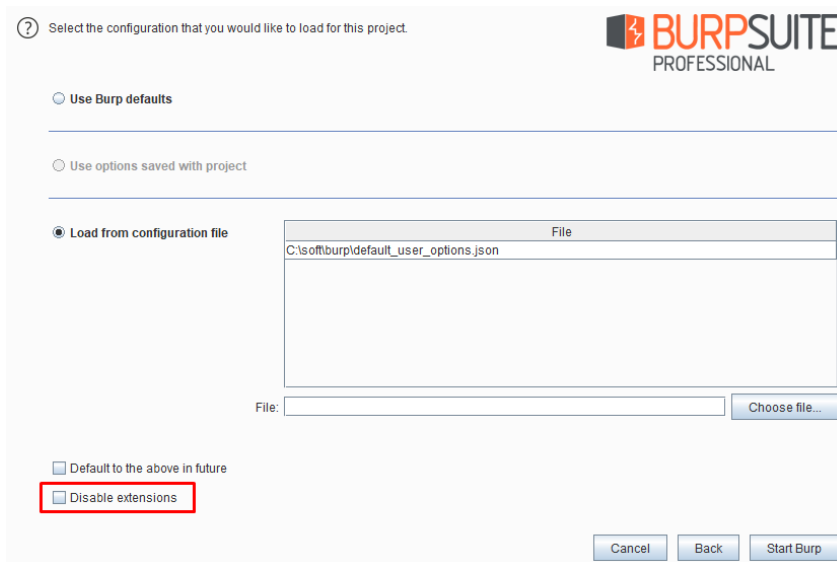 Select the configuration that you would like to load for this project.
BURPSUITE
PROFESSIONAL
Use Burp defaults
Use options saved with project
Load from configuration file
File
C:\soft\burp\default_user_options.json
File:
Choose file...
Default to the above in future
Disable extensions
Cancel
Back
Start Burp